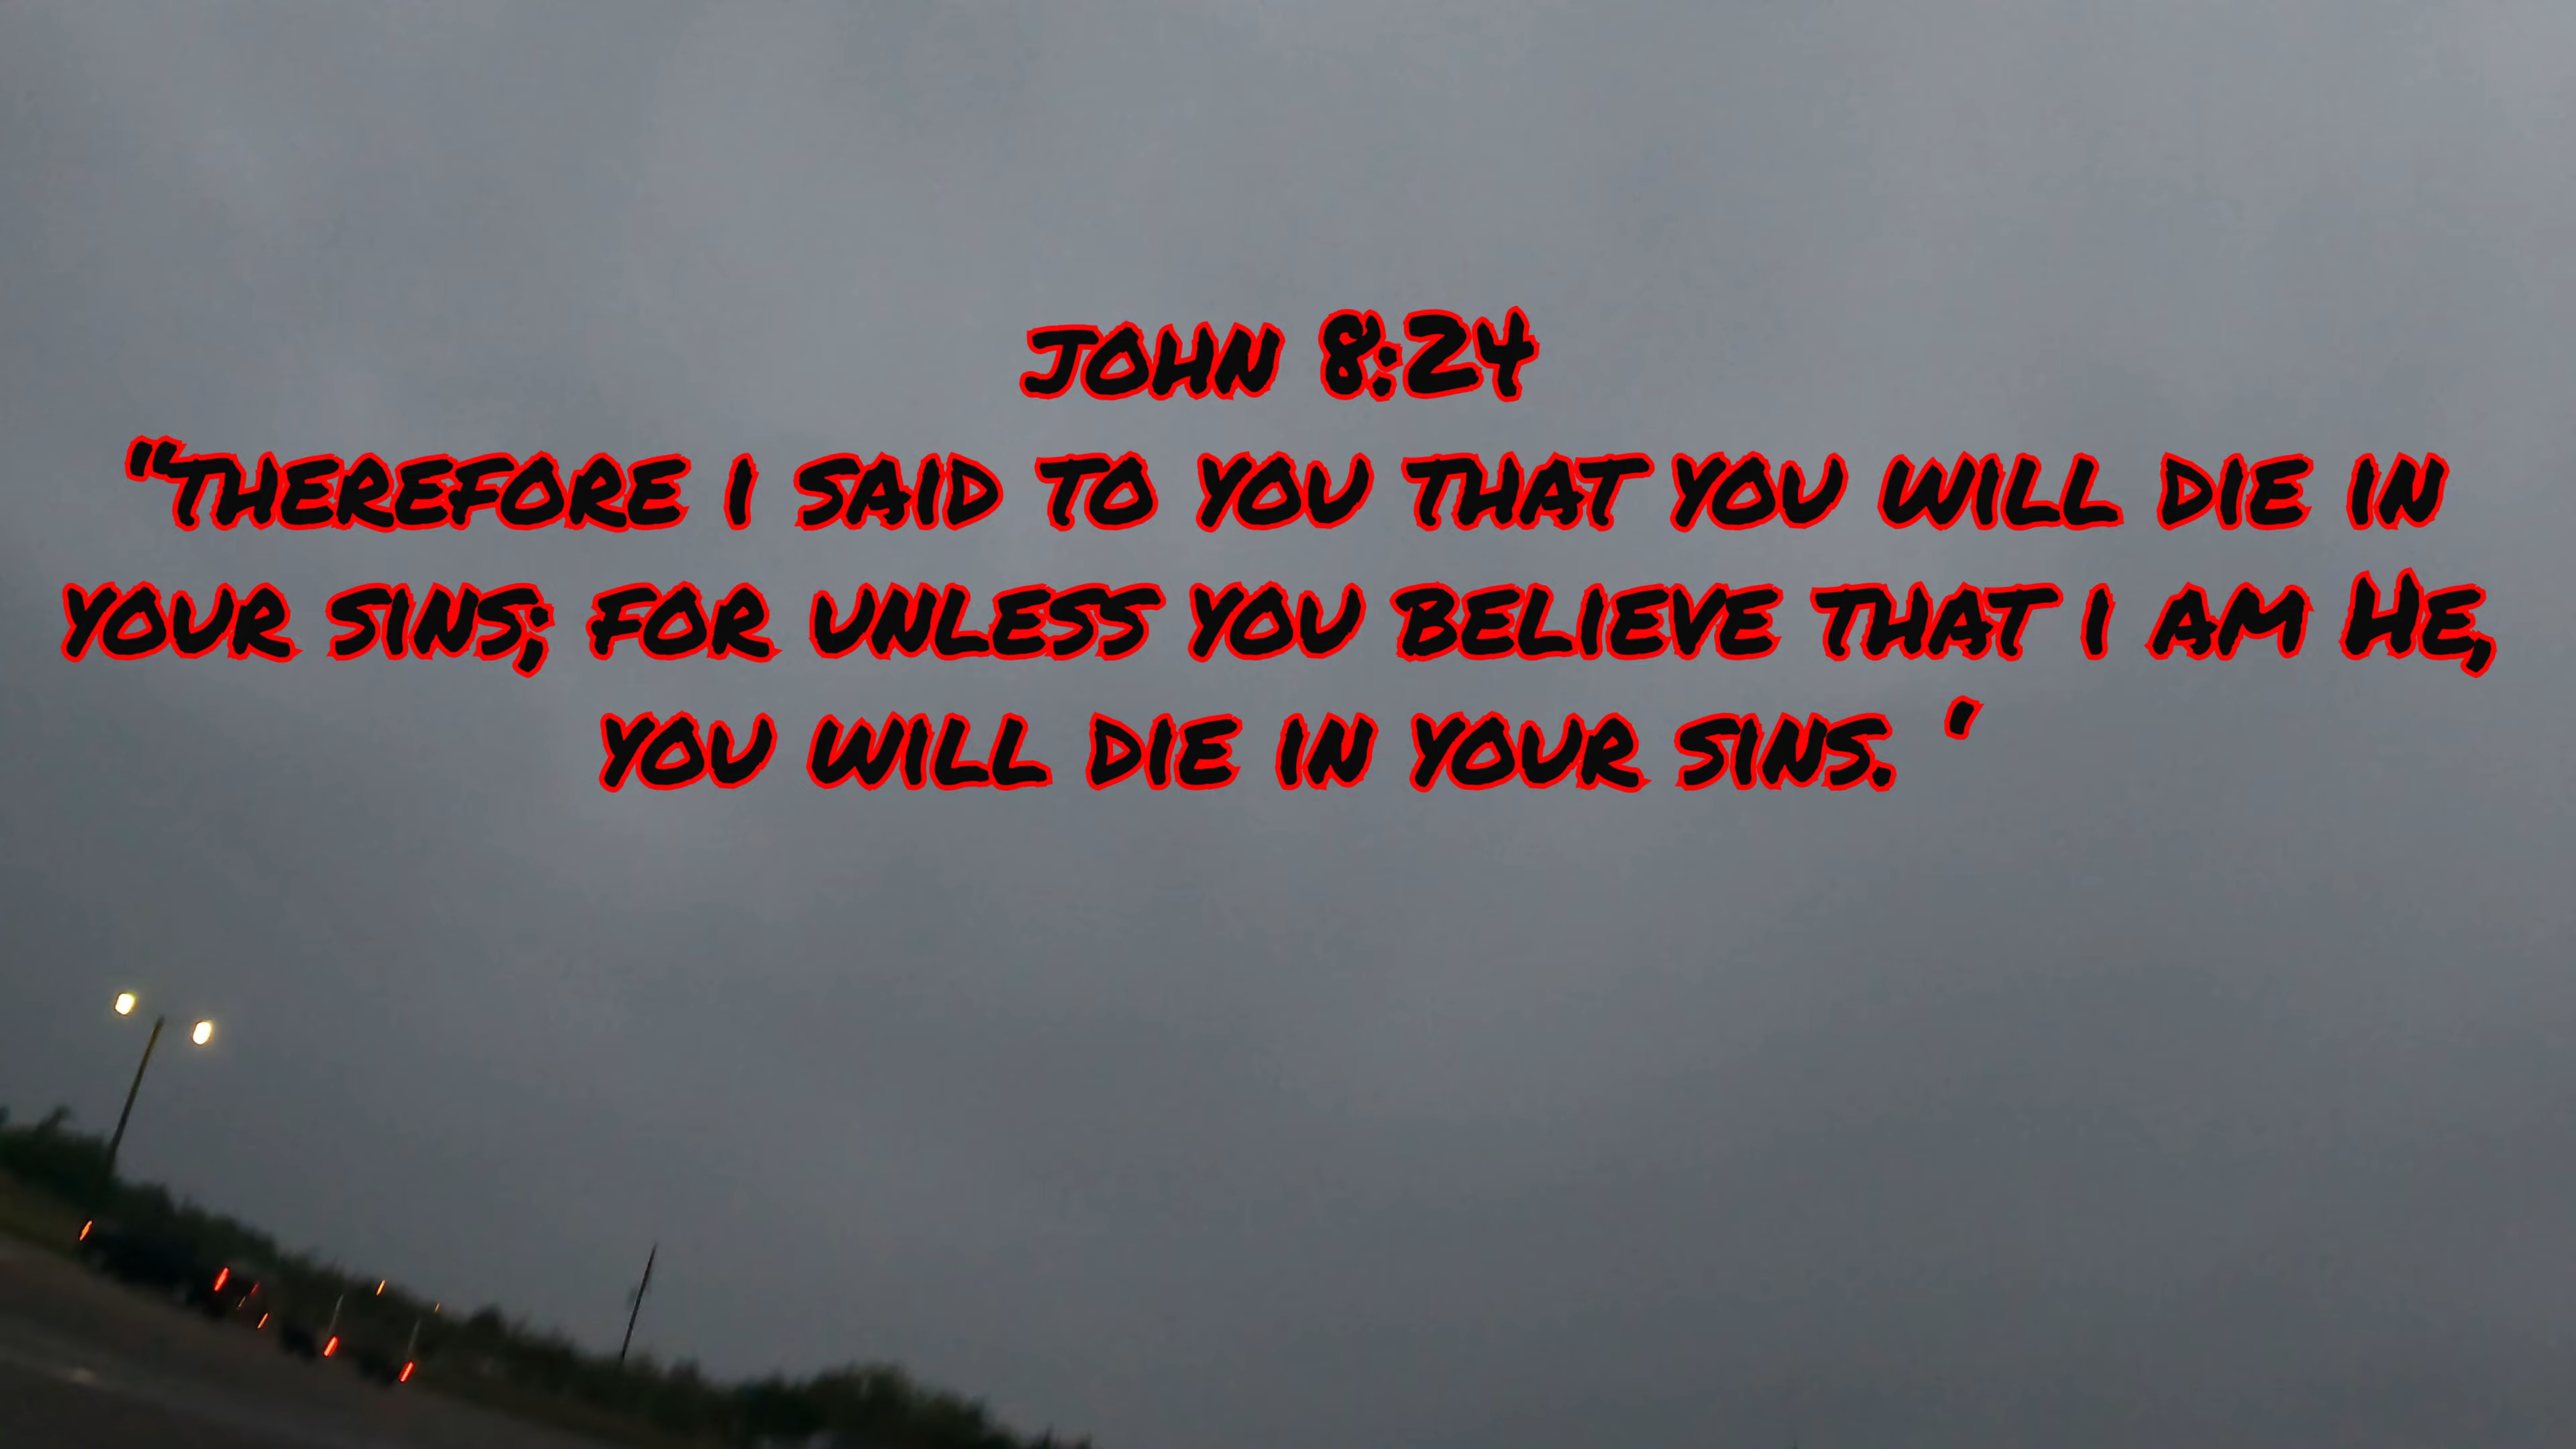 JOHN 8:24
"THEREFORE I SAID TO YOU THAT YOU WILL DIE IN
YOUR SINS; FOR UNLESS YOU BELIEVE THAT I AM HE,
YOU WILL DIE IN YOUR SINS. '